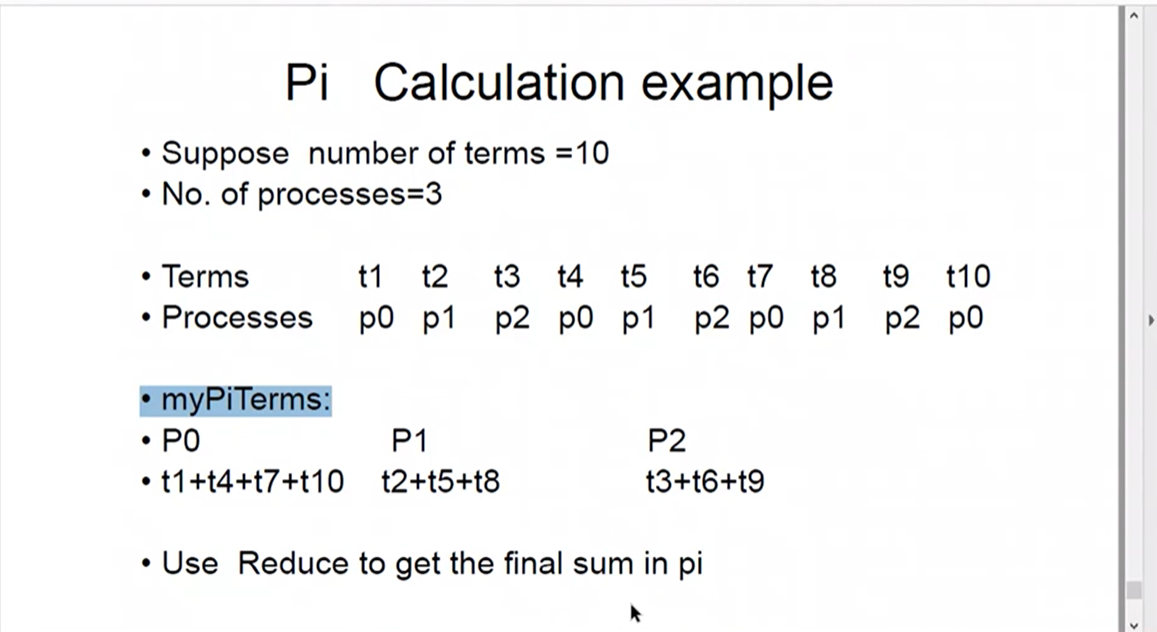 Pi Calculation example
• Suppose number of terms =10
• No. of processes=3
• Terms t1 t2 t3 t4 t5 t6 t7 t8 t9 t10
• Processes p0 p1 p2 p0 p1 p2 p0 p1 p2 p0
• myPiTerms:
• P0 P1 P2
• t1+t4+t7+t10 t2+t5+t8 t3+t6+t9
• Use Reduce to get the final sum in pi